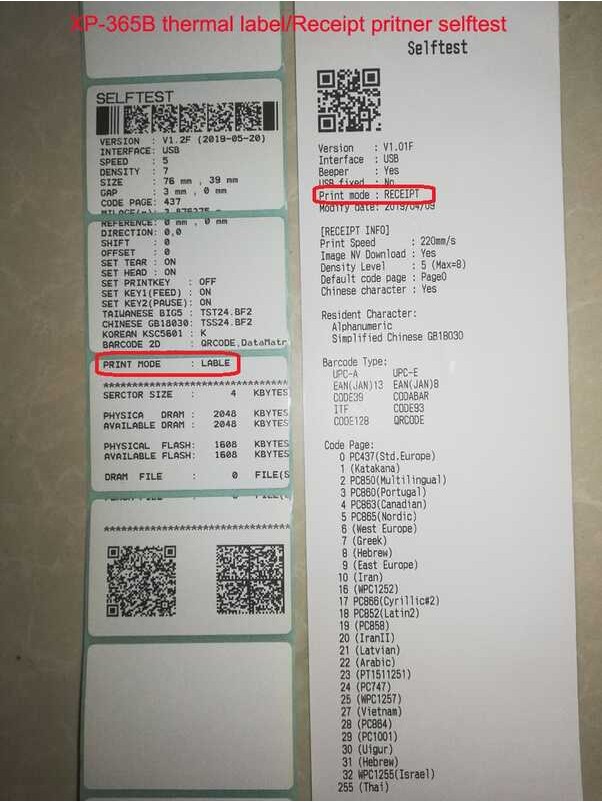 XP-365B thermal label/Receipt pritner selftest
SELFTEST
VERSION : V1.2F (2019-05-20)
INTERFACE: USB
SPEED : 5
DENSITY : 7
SIZE : 76 mm , 39 mm
GAP : 3 mm , 0 mm
CODE PAGE: 437
REFERENCE: 0 mm , 0 mm
DIRECTION: 0,0
SHIFT : 0
OFFSET : 0
SET TEAR : ON
SET HEAD : ON
SET PRINTKEY : OFF
SET KEY1(FEED) : ON
SET KEY2(PAUSE): ON
TAIWANESE BIG5 : TST24.BF2
CHINESE GB18030: TSS24.BF2
KOREAN KSC5601 : K
BARCODE 2D : QRCODE,DataMatr
PRINT MODE : LABLE
********************************
SERCTOR SIZE : 4 KBYTES
PHYSICA DRAM : 2048 KBYTES
AVAILABLE DRAM : 2048 KBYTES
PHYSICAL FLASH: 1608 KBYTES
AVAILABLE FLASH: 1608 KBYTES
DRAM FILE : 0 FILE(S
********************************
Selftest
Version : V1.01F
Interface : USB
Beeper : Yes
USB fixed : No
Print mode : RECEIPT
Modify date: 2019/04/09
[RECEIPT INFO]
Print Speed : 220mm/s
Image NV Download : Yes
Density Level : 5 (Max=8)
Default code page : Page0
Chinese character : Yes
Resident Character:
Alphanumeric
Simplified Chinese GB18030
Barcode Type:
UPC-A UPC-E
EAN(JAN)13 EAN(JAN)8
CODE39 CODABAR
ITF CODE93
CODE128 QRCODE
Code Page:
0 PC437(Std.Europe)
1 (Katakana)
2 PC850(Multilingual)
3 PC860(Portugal)
4 PC863(Canadian)
5 PC865(Nordic)
6 (West Europe)
7 (Greek)
8 (Hebrew)
9 (East Europe)
10 (Iran)
16 (WPC1252)
17 PC866(Cyrillic#2)
18 PC852(Latin2)
19 (PC858)
20 (IranII)
21 (Latvian)
22 (Arabic)
23 (PT1511251)
24 (PC747)
25 (WPC1257)
27 (Vietnam)
28 (PC864)
29 (PC1001)
30 (Uigur)
31 (Hebrew)
32 WPC1255(Israel)
255 (Thai)